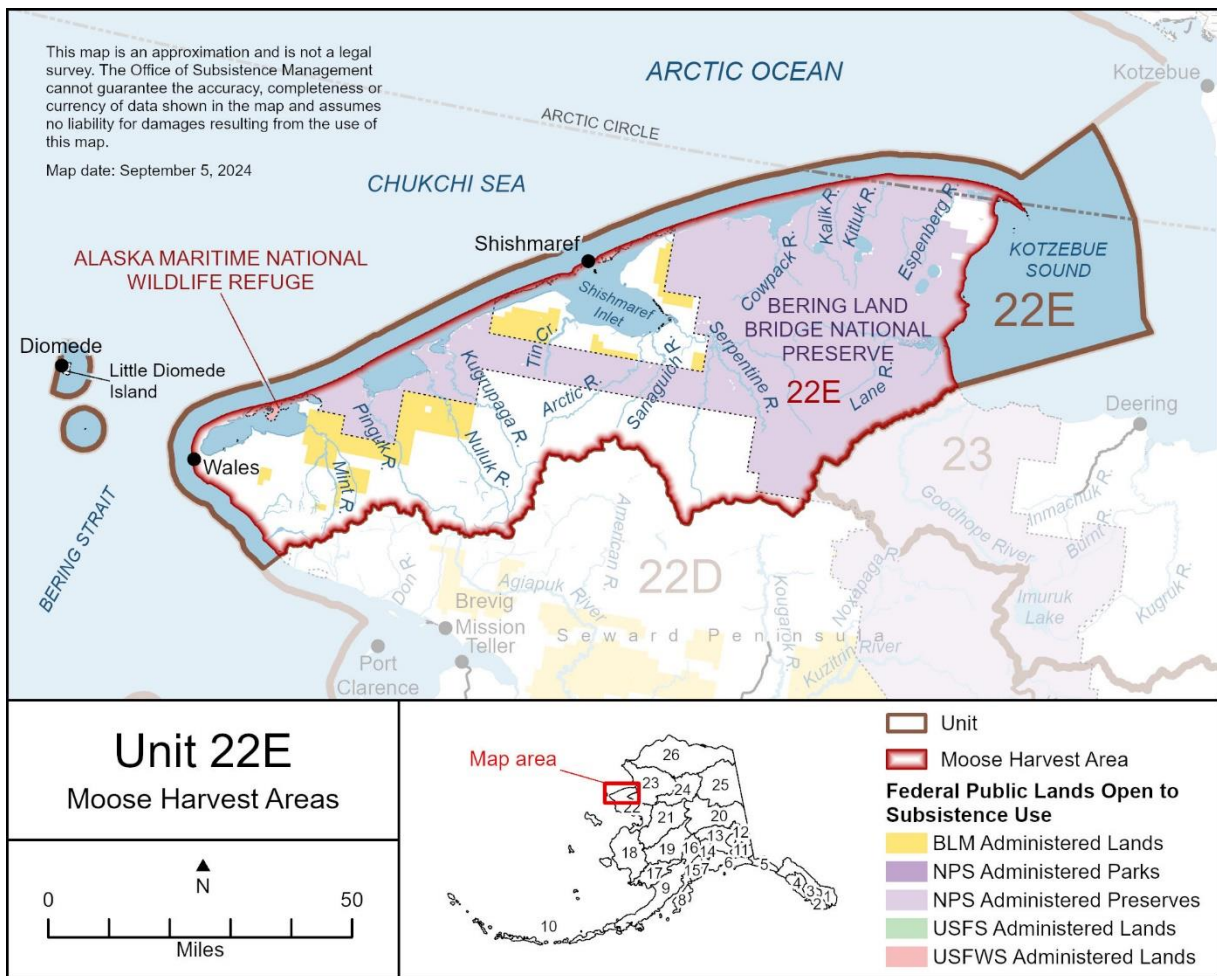 This map is an approximation and is not a legal
survey. The Office of Subsistence Management
cannot guarantee the accuracy, completeness or
currency of data shown in the map and assumes
no liability for damages resulting from the use of
this map.
Map date: September 5, 2024
ARCTIC OCEAN
Kotzebue
ARCTIC CIRCLE
CHUKCHI SEA
Shishmaref
ALASKA MARITIME NATIONAL
WILDLIFE REFUGE
Kalik R.
Kitluk R.
Espenberg R.
Cowpack R.
KOTZEBUE
SOUND
22E
Shishmaref
Inlet
BERING LAND
BRIDGE NATIONAL
PRESERVE
22E
Diomede
Little Diomede
Island
Tin Cr.
Serpentine R.
Lane R.
Kugrupaga R.
Arctic R.
Sanaguich R.
Pinguk R.
Nuluk R.
Mint R.
Wales
Deering
23
BERING STRAIT
Goodhope River
Inmachuk R.
Burnt R.
American R.
22D
Don R.
Agiapuk
River
Kougarok R.
Noxapaga R.
Imuruk
Lake
Kugruk R.
Brevig
Mission
Teller
Seward Peninsula
Kuzitrin River
Port
Clarence
Unit 22E
Moose Harvest Areas
N
0
50
Miles
Map area
26
23
24
25
22
21
20
18
19
16
13
12
14
11
17
15
7
6
5
9
8
10
4
3
1
2
Unit
Moose Harvest Area
Federal Public Lands Open to
Subsistence Use
BLM Administered Lands
NPS Administered Parks
NPS Administered Preserves
USFS Administered Lands
USFWS Administered Lands